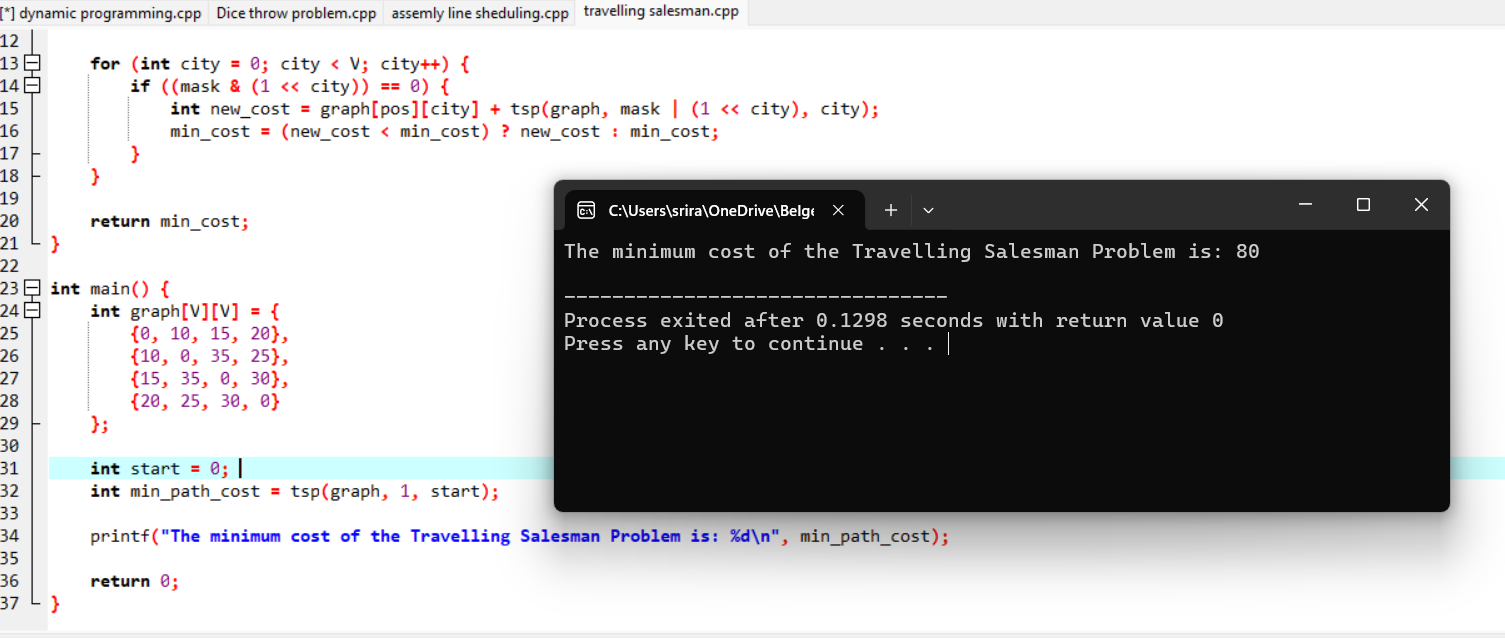 [*] dynamic programming.cpp Dice throw problem.cpp assemly line sheduling.cpp travelling salesman.cpp
12
13 for (int city = 0; city < V; city++) {
14 if ((mask & (1 << city)) == 0) {
15 int new_cost = graph[pos][city] + tsp(graph, mask | (1 << city), city);
16 min_cost = (new_cost < min_cost) ? new_cost : min_cost;
17 }
18 }
19
20 return min_cost;
21 }
22
23 int main() {
24 int graph[V][V] = {
25 {0, 10, 15, 20},
26 {10, 0, 35, 25},
27 {15, 35, 0, 30},
28 {20, 25, 30, 0}
29 };
30
31 int start = 0;
32 int min_path_cost = tsp(graph, 1, start);
33
34 printf("The minimum cost of the Travelling Salesman Problem is: %d\n", min_path_cost);
35
36 return 0;
37 }
C:\Users\srira\OneDrive\Belge
The minimum cost of the Travelling Salesman Problem is: 80
--------------------------------
Process exited after 0.1298 seconds with return value 0
Press any key to continue . . .